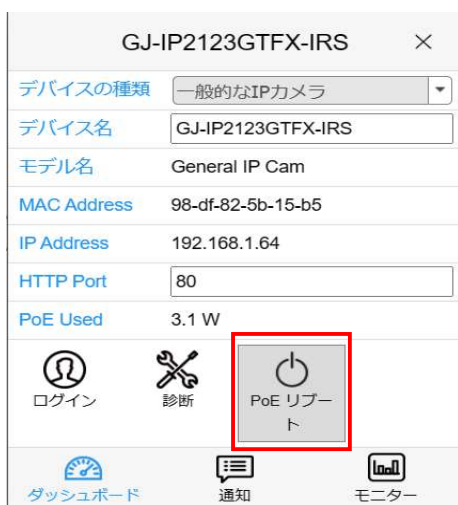 GJ-IP2123GTFX-IRS ×
デバイスの種類 一般的なIPカメラ
デバイス名 GJ-IP2123GTFX-IRS
モデル名 General IP Cam
MAC Address 98-df-82-5b-15-b5
IP Address 192.168.1.64
HTTP Port 80
PoE Used 3.1 W
ログイン 診断 PoE リブー
ト
ダッシュボード 通知 モニター